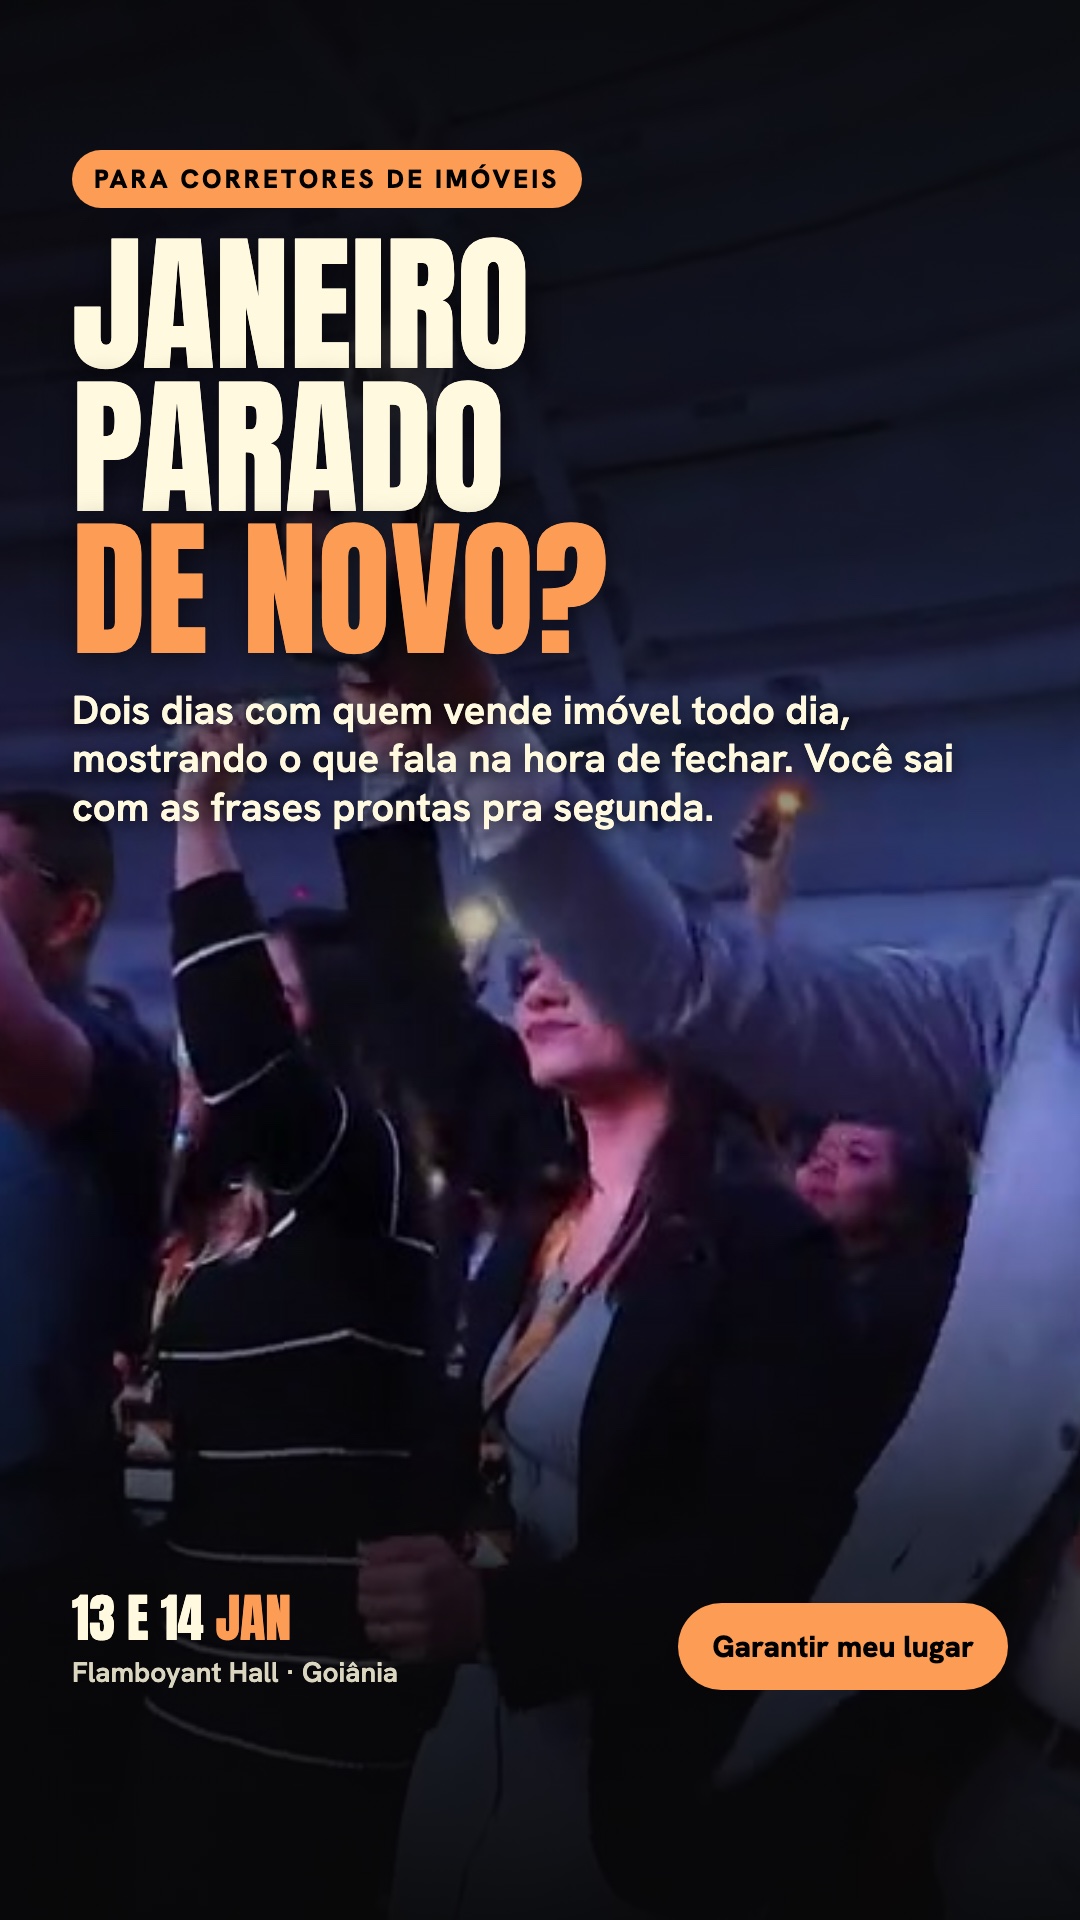 PARA CORRETORES DE IMÓVEIS
JANEIRO
PARADO
DE NOVO?
Dois dias com quem vende imóvel todo dia,
mostrando o que fala na hora de fechar. Você sai
com as frases prontas pra segunda.
13 E 14 JAN
Flamboyant Hall · Goiânia
Garantir meu lugar